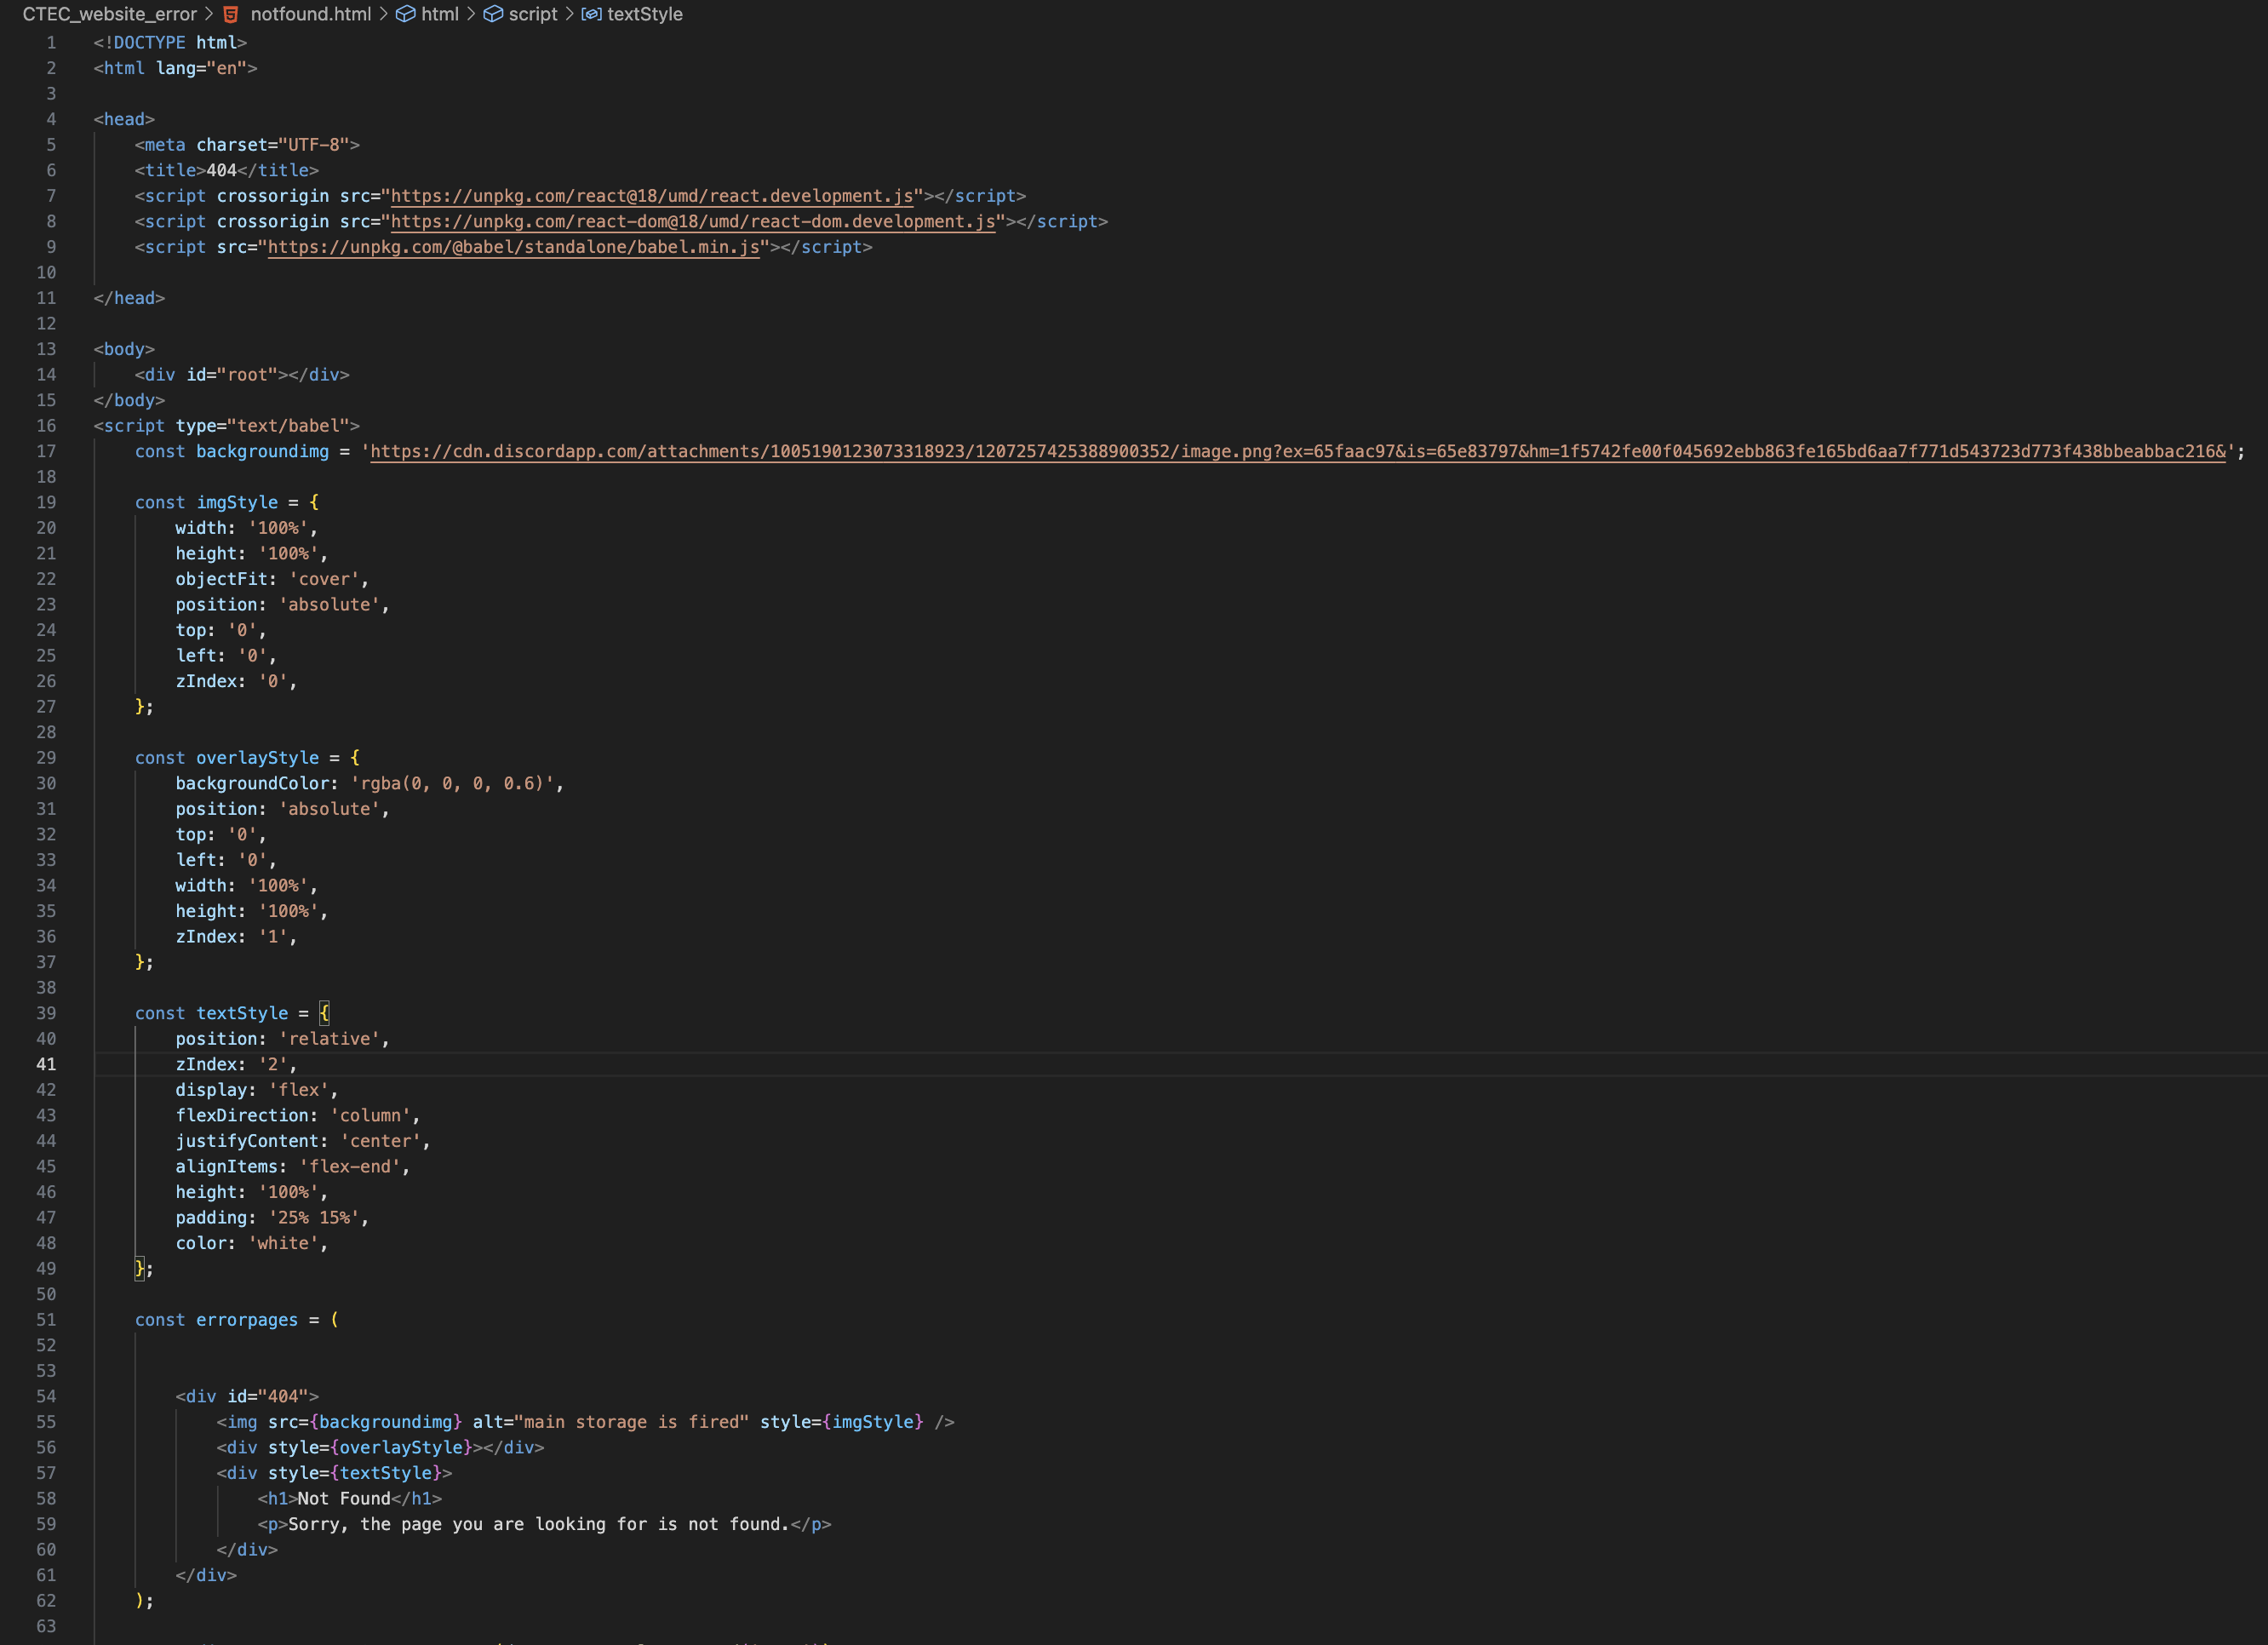 CTEC_website_error > notfound.html > html > script > textStyle
1 <!DOCTYPE html>
2 <html lang="en">
3
4 <head>
5     <meta charset="UTF-8">
6     <title>404</title>
7     <script crossorigin src="https://unpkg.com/react@18/umd/react.development.js"></script>
8     <script crossorigin src="https://unpkg.com/react-dom@18/umd/react-dom.development.js"></script>
9     <script src="https://unpkg.com/@babel/standalone/babel.min.js"></script>
10
11 </head>
12
13 <body>
14     <div id="root"></div>
15 </body>
16 <script type="text/babel">
17     const backgroundimg = 'https://cdn.discordapp.com/attachments/1005190123073318923/1207257425388900352/image.png?ex=65faac97&is=65e83797&hm=1f5742fe00f045692ebb863fe165bd6aa7f771d543723d773f438bbeabbac216&';
18
19     const imgStyle = {
20         width: '100%',
21         height: '100%',
22         objectFit: 'cover',
23         position: 'absolute',
24         top: '0',
25         left: '0',
26         zIndex: '0',
27     };
28
29     const overlayStyle = {
30         backgroundColor: 'rgba(0, 0, 0, 0.6)',
31         position: 'absolute',
32         top: '0',
33         left: '0',
34         width: '100%',
35         height: '100%',
36         zIndex: '1',
37     };
38
39     const textStyle = {
40         position: 'relative',
41         zIndex: '2',
42         display: 'flex',
43         flexDirection: 'column',
44         justifyContent: 'center',
45         alignItems: 'flex-end',
46         height: '100%',
47         padding: '25% 15%',
48         color: 'white',
49     };
50
51     const errorpages = (
52
53
54         <div id="404">
55             <img src={backgroundimg} alt="main storage is fired" style={imgStyle} />
56             <div style={overlayStyle}></div>
57             <div style={textStyle}>
58                 <h1>Not Found</h1>
59                 <p>Sorry, the page you are looking for is not found.</p>
60             </div>
61         </div>
62     );
63